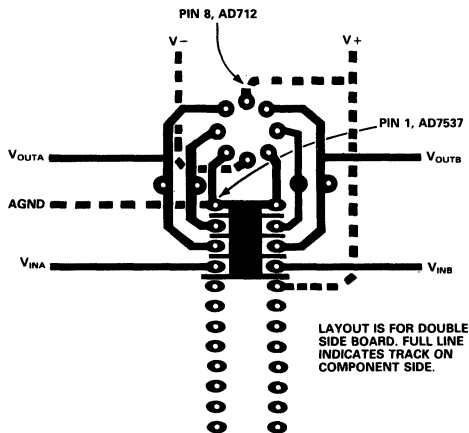 PIN 8, AD712
V–
V+
PIN 1, AD7537
VOUTA
VOUTB
AGND
VINA
VINB
LAYOUT IS FOR DOUBLE
SIDE BOARD. FULL LINE
INDICATES TRACK ON
COMPONENT SIDE.